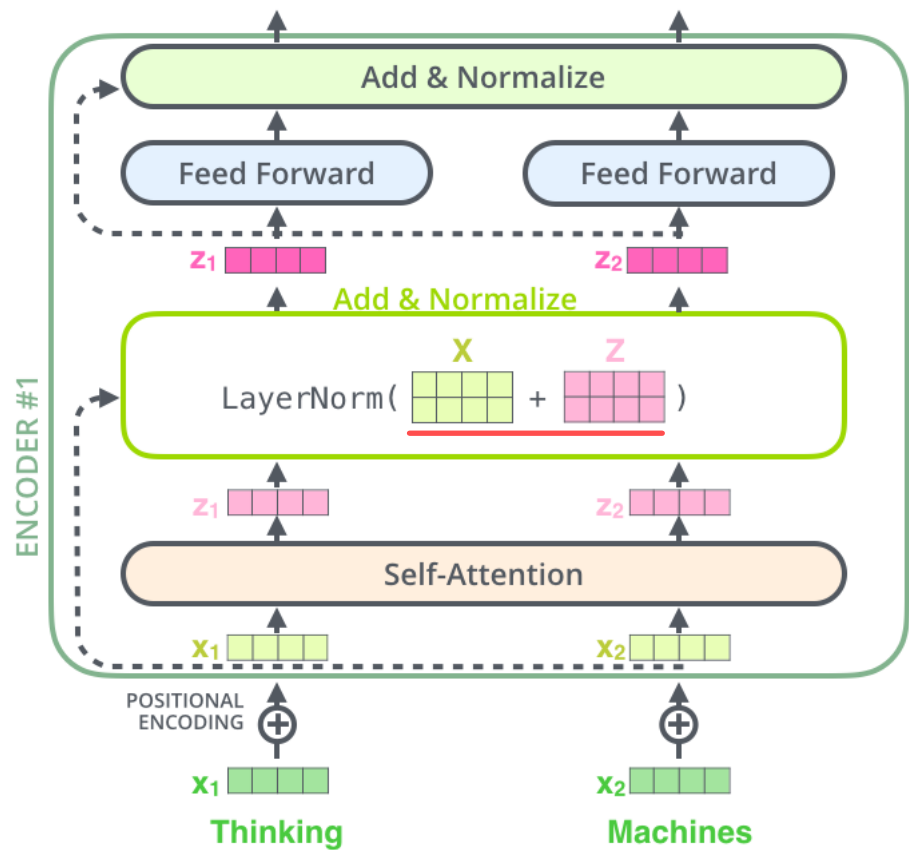 Add & Normalize
Feed Forward Feed Forward
z1 z2
Add & Normalize
X Z
LayerNorm( + )
ENCODER #1
z1 z2
Self-Attention
x1 x2
POSITIONAL
ENCODING
x1 x2
Thinking Machines